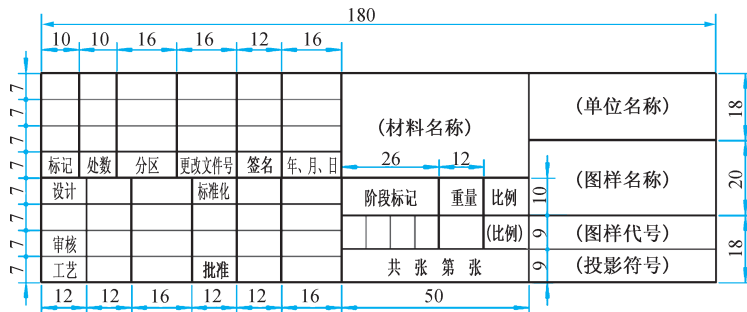 180
10 10 16 16 12 16
7
7
7
7
7
7
7
7
(材料名称)
(单位名称)
18
标记 处数 分区 更改文件号 签名 年、月、日
26 12
设计 标准化
阶段标记 重量 比例
10
(图样名称)
20
(比例)
9
(图样代号)
审核
工艺 批准
共 张 第 张
9
(投影符号)
18
12 12 16 12 12 16 50